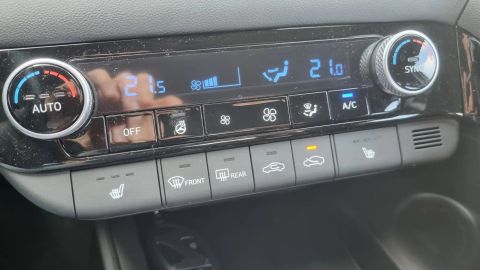 21.5 21.0
AUTO SYNC
OFF A/C
FRONT REAR